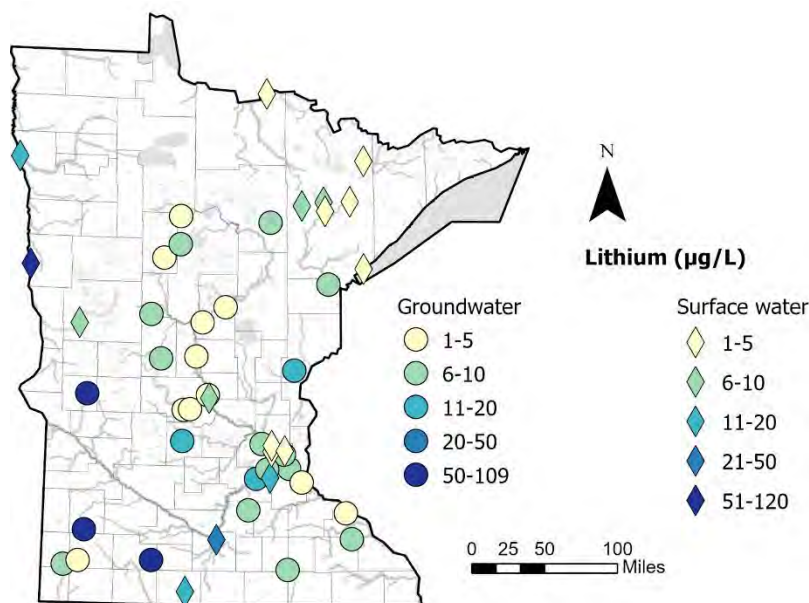 N
Lithium (µg/L)
Groundwater
1-5
6-10
11-20
20-50
50-109
Surface water
1-5
6-10
11-20
21-50
51-120
0 25 50 100
Miles